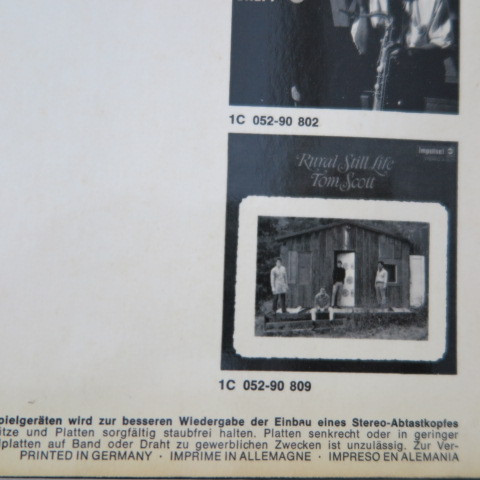 1C 052-90 802
impulse!
Rural Still Life
Tom Scott
1C 052-90 809
pielgeräten wird zur besseren Wiedergabe der Einbau eines Stereo-Abtastkopfes
itze und Platten sorgfältig staubfrei halten. Platten senkrecht oder in geringer
lplatten auf Band oder Draht zu gewerblichen Zwecken ist unzulässig. Zur Ver-
PRINTED IN GERMANY · IMPRIME IN ALLEMAGNE · IMPRESO EN ALEMANIA